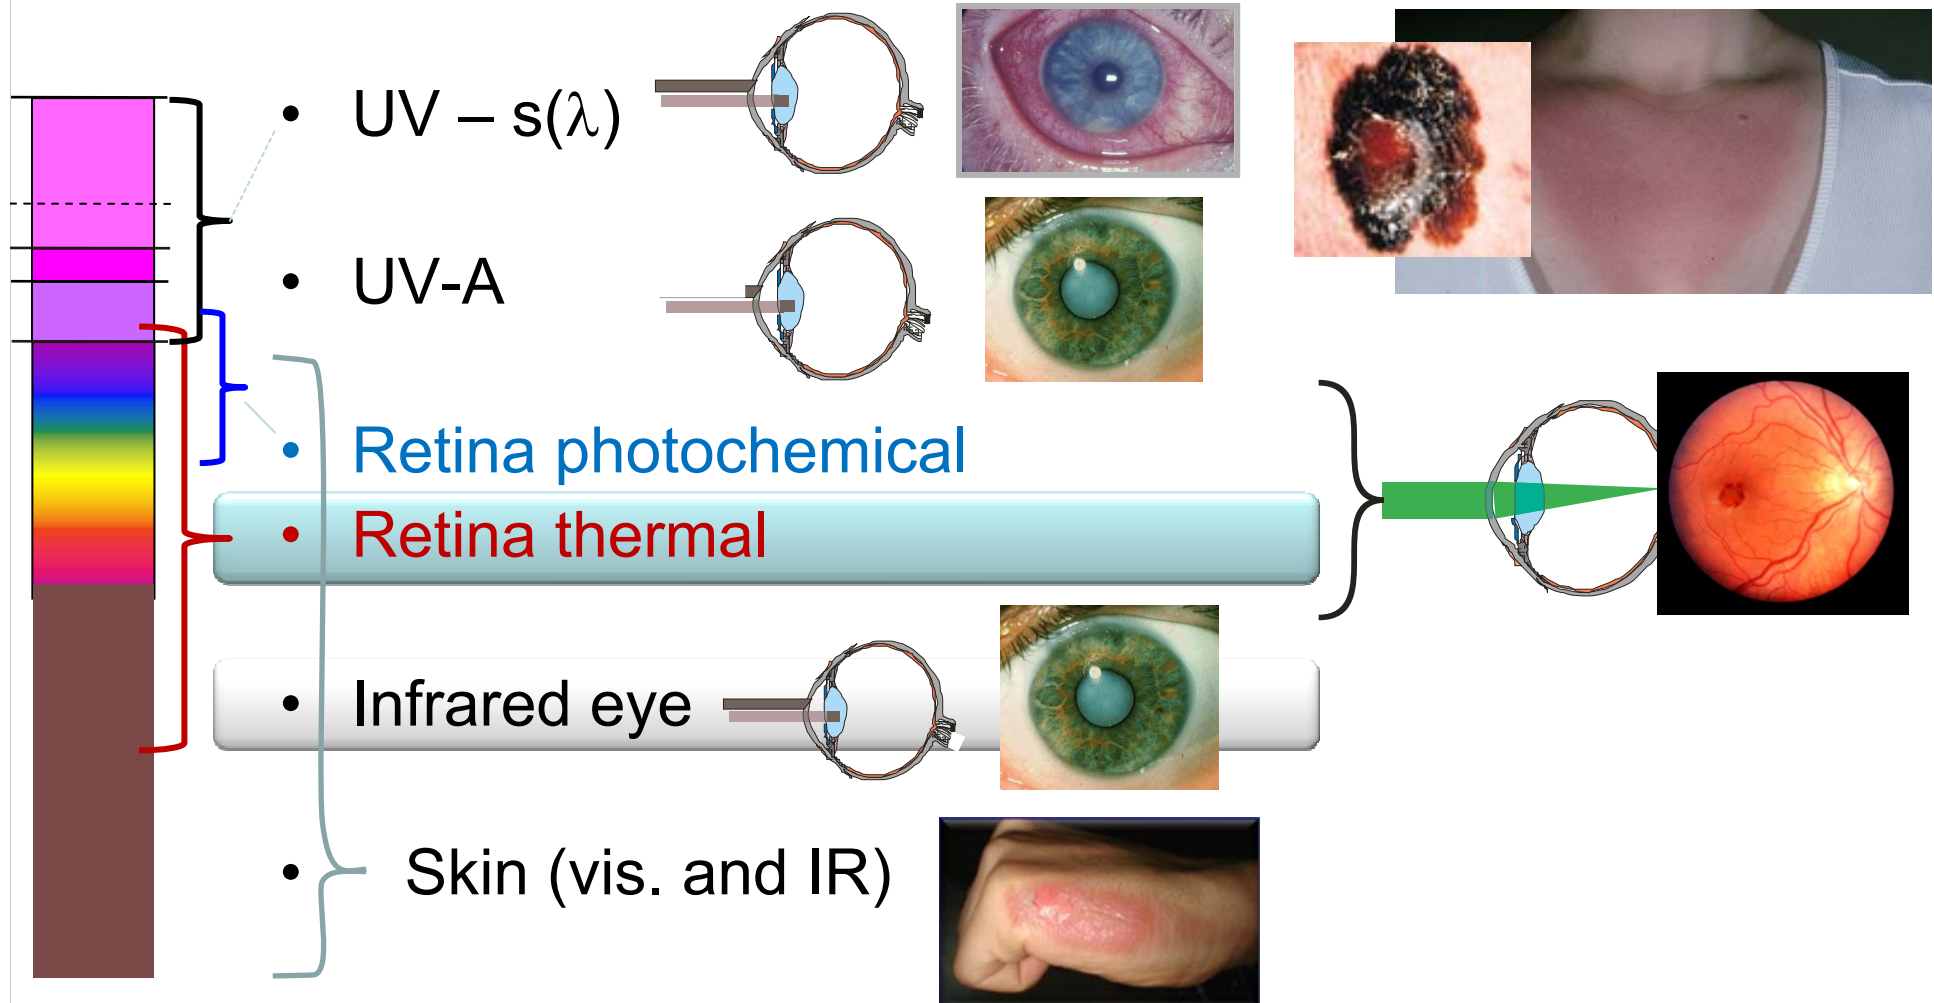 • UV – s(λ)
• UV-A
• Retina photochemical
• Retina thermal
• Infrared eye
• Skin (vis. and IR)